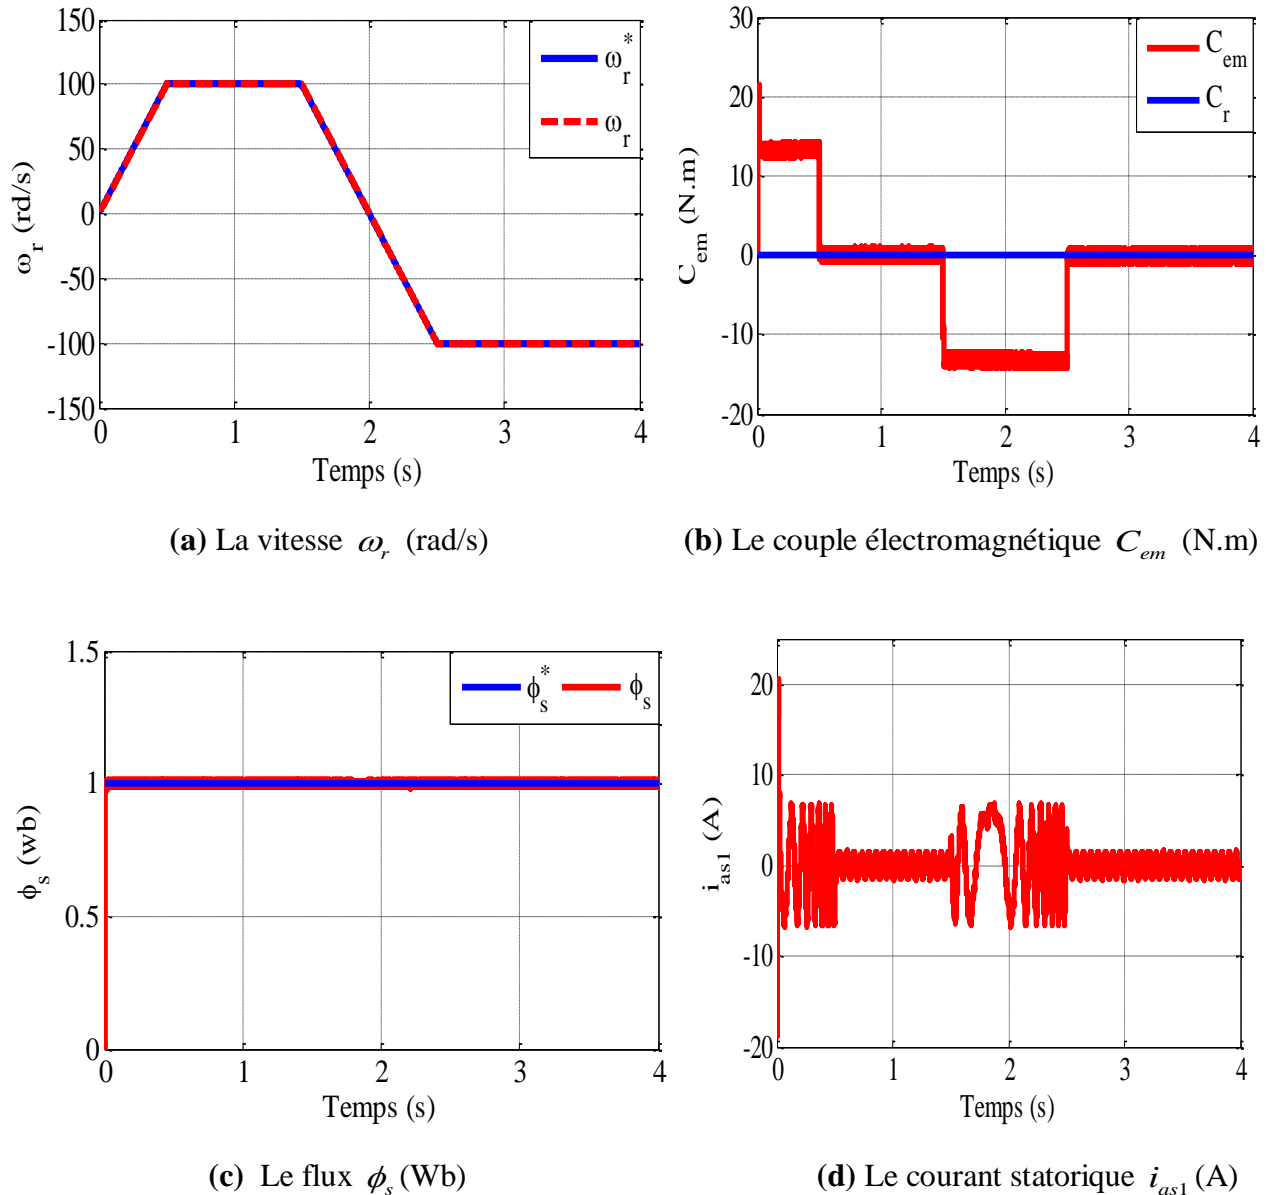 150
100
50
0
-50
-100
-150
0 1 2 3 4
ω_r (rd/s)
Temps (s)
ω_r^*
ω_r
(a) La vitesse ω_r (rad/s)
30
20
10
0
-10
-20
0 1 2 3 4
C_em (N.m)
Temps (s)
C_em
C_r
(b) Le couple électromagnétique C_em (N.m)
1.5
1
0.5
0
0 1 2 3 4
ϕ_s (wb)
Temps (s)
ϕ_s^* ϕ_s
(c) Le flux ϕ_s (Wb)
20
10
0
-10
-20
0 1 2 3 4
i_as1 (A)
Temps (s)
(d) Le courant statorique i_as1 (A)